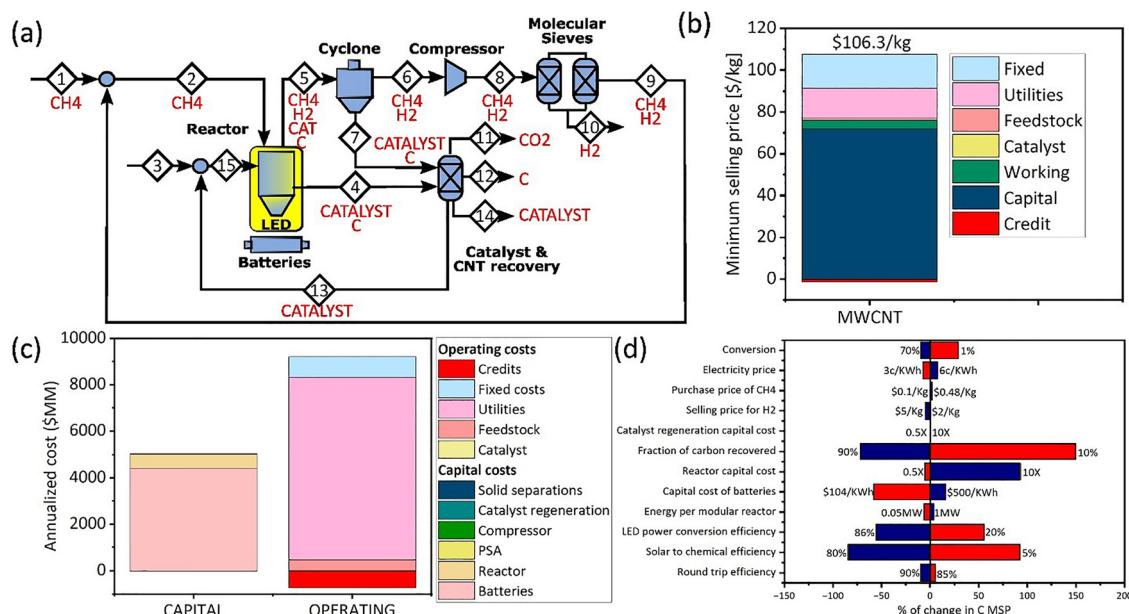 (a)
Cyclone
Compressor
Molecular
Sieves
1
2
5
6
8
9
CH4
CH4
CH4
H2
CAT
C
CH4
H2
CH4
H2
CH4
H2
10
H2
Reactor
7
CATALYST
C
11
CO2
3
15
4
12
C
CATALYST
C
14
CATALYST
LED
Batteries
Catalyst &
CNT recovery
13
CATALYST
(b)
Minimum selling price [$/kg]
120
100
80
60
40
20
0
$106.3/kg
Fixed
Utilities
Feedstock
Catalyst
Working
Capital
Credit
MWCNT
(c)
Annualized cost ($MM)
10000
8000
6000
4000
2000
0
CAPITAL
OPERATING
Operating costs
Credits
Fixed costs
Utilities
Feedstock
Catalyst
Capital costs
Solid separations
Catalyst regeneration
Compressor
PSA
Reactor
Batteries
(d)
Conversion 70% 1%
Electricity price 3c/KWh 6c/KWh
Purchase price of CH4 $0.1/Kg $0.48/Kg
Selling price for H2 $5/Kg $2/Kg
Catalyst regeneration capital cost 0.5X 10X
Fraction of carbon recovered 90% 10%
Reactor capital cost 0.5X 10X
Capital cost of batteries $104/KWh $500/KWh
Energy per modular reactor 0.05MW 1MW
LED power conversion efficiency 86% 20%
Solar to chemical efficiency 80% 5%
Round trip efficiency 90% 85%
−150 −100 −50 0 50 100 150 200
% of change in C MSP